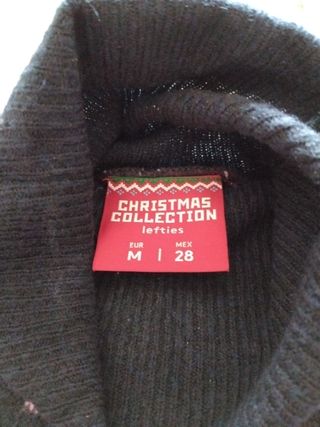 CHRISTMAS
COLLECTION
lefties
EUR MEX
M | 28